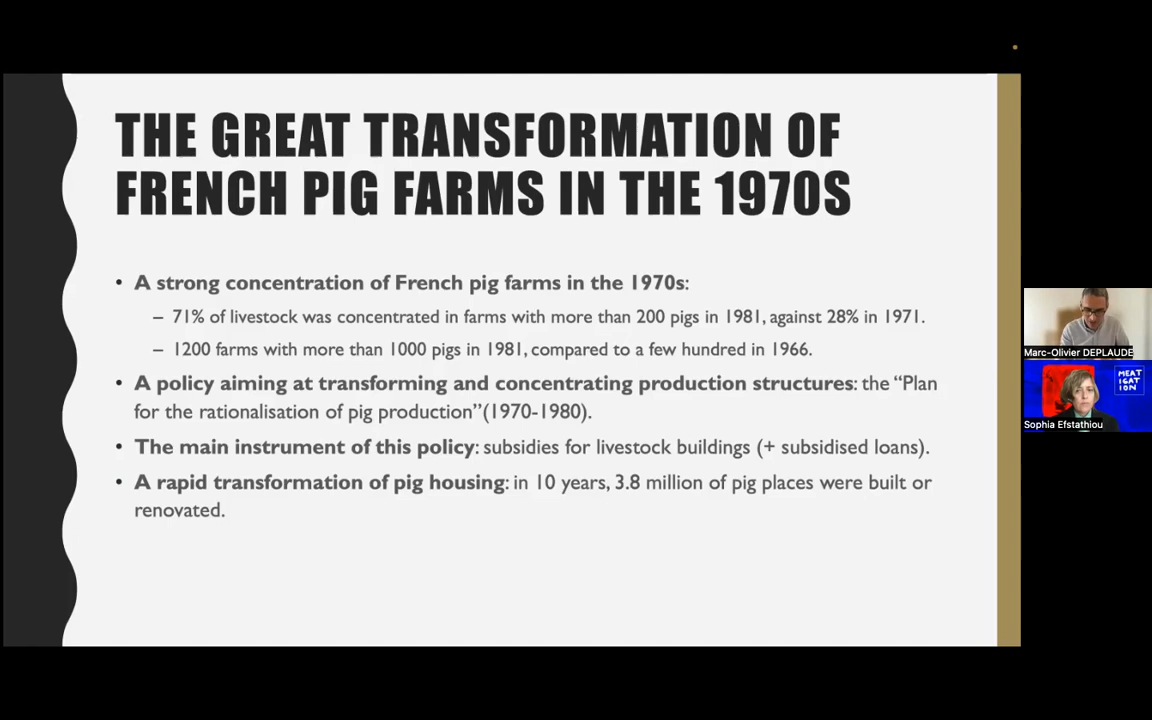 THE GREAT TRANSFORMATION OF
FRENCH PIG FARMS IN THE 1970S
• A strong concentration of French pig farms in the 1970s:
– 71% of livestock was concentrated in farms with more than 200 pigs in 1981, against 28% in 1971.
– 1200 farms with more than 1000 pigs in 1981, compared to a few hundred in 1966.
• A policy aiming at transforming and concentrating production structures: the “Plan
for the rationalisation of pig production”(1970-1980).
• The main instrument of this policy: subsidies for livestock buildings (+ subsidised loans).
• A rapid transformation of pig housing: in 10 years, 3.8 million of pig places were built or
renovated.
Marc-Olivier DEPLAUDE
MEAT
IGAT
ION
Sophia Efstathiou